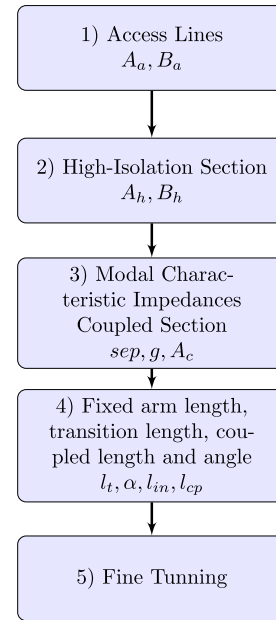 1) Access Lines
A_a, B_a
2) High-Isolation Section
A_h, B_h
3) Modal Charac-
teristic Impedances
Coupled Section
sep, g, A_c
4) Fixed arm length,
transition length, cou-
pled length and angle
l_t, α, l_in, l_cp
5) Fine Tunning